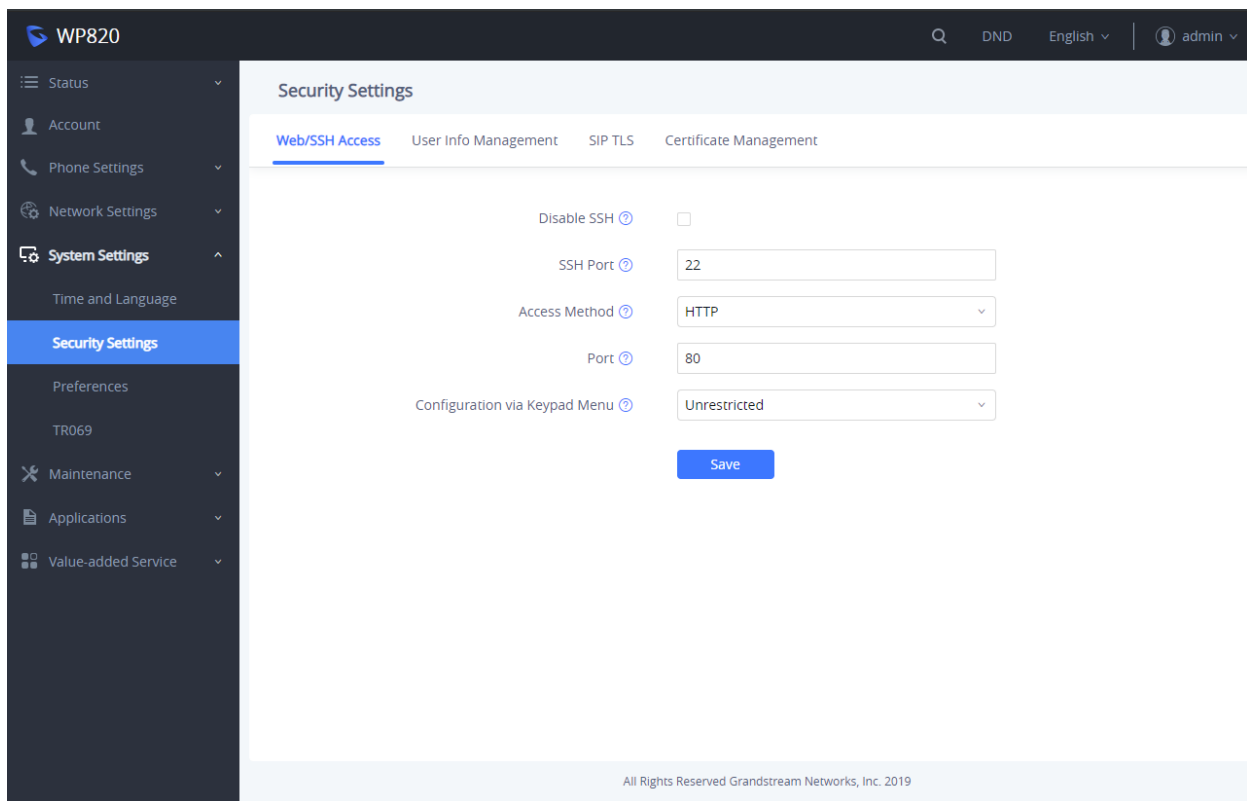 WP820
DND
English
admin
Status
Account
Phone Settings
Network Settings
System Settings
Time and Language
Security Settings
Preferences
TR069
Maintenance
Applications
Value-added Service
Security Settings
Web/SSH Access User Info Management SIP TLS Certificate Management
Disable SSH ?
SSH Port ? 22
Access Method ? HTTP
Port ? 80
Configuration via Keypad Menu ? Unrestricted
Save
All Rights Reserved Grandstream Networks, Inc. 2019